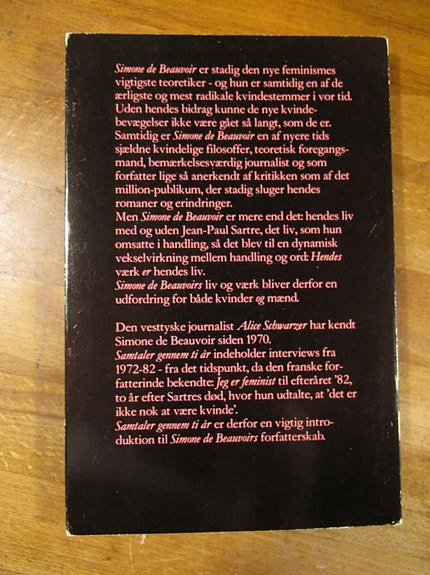 Simone de Beauvoir er stadig den nye feminismes
vigtigste teoretiker - og hun er samtidig en af de
ærligste og mest radikale kvindestemmer i vor tid.
Uden hendes bidrag kunne de nye kvinde-
bevægelser ikke være gået så langt, som de er.
Samtidig er Simone de Beauvoir en af nyere tids
sjældne kvindelige filosoffer, teoretisk foregangs-
mand, bemærkelsesværdig journalist og som
forfatter lige så anerkendt af kritikken som af det
million-publikum, der stadig sluger hendes
romaner og erindringer.
Men Simone de Beauvoir er mere end det: hendes liv
med og uden Jean-Paul Sartre, det liv, som hun
omsatte i handling, så det blev til en dynamisk
vekselvirkning mellem handling og ord: Hendes
værk er hendes liv.
Simone de Beauvoirs liv og værk bliver derfor en
udfordring for både kvinder og mænd.
Den vesttyske journalist Alice Schwarzer har kendt
Simone de Beauvoir siden 1970.
Samtaler gennem ti år indeholder interviews fra
1972-82 - fra det tidspunkt, da den franske for-
fatterinde bekendte: Jeg er feminist til efteråret '82,
to år efter Sartres død, hvor hun udtalte, at 'det er
ikke nok at være kvinde'.
Samtaler gennem ti år er derfor en vigtig intro-
duktion til Simone de Beauvoirs forfatterskab.